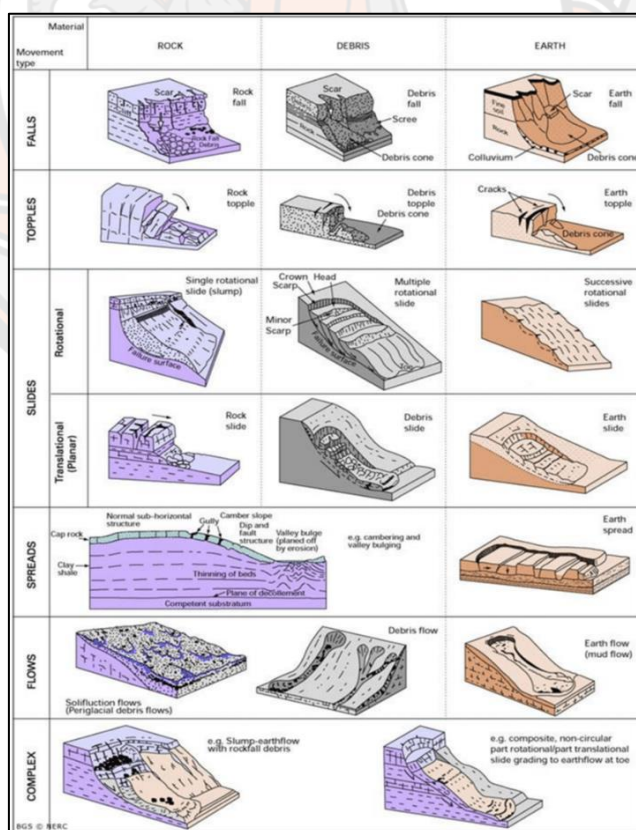 Material
Movement
type
ROCK
DEBRIS
EARTH
FALLS
Scar
Rock
fall
Rock Fall
Debris
Scar
Debris
fall
Scree
Rock
Debris cone
Fine
soil
Rock
Scar
Earth
fall
Colluvium
Debris cone
TOPPLES
Rock
topple
Debris
topple
Debris cone
Cracks
Earth
topple
Debris cone
SLIDES
Rotational
Single rotational
slide (slump)
Failure surface
Crown
Head
Scarp
Minor
Scarp
Failure surface
Multiple
rotational
slide
Successive
rotational
slides
Translational
(Planar)
Rock
slide
Debris
slide
Earth
slide
SPREADS
Normal sub-horizontal
structure
Gully
Camber slope
Dip and
fault
structure
Valley bulge
(planed off
by erosion)
Cap rock
Clay
shale
Thinning of beds
Plane of decollement
Competent substratum
e.g. cambering and
valley bulging
Earth
spread
FLOWS
Solifluction flows
(Periglacial debris flows)
Debris flow
Earth flow
(mud flow)
COMPLEX
e.g. Slump-earthflow
with rockfall debris
e.g. composite, non-circular
part rotational/part translational
slide grading to earthflow at toe
BGS © NERC